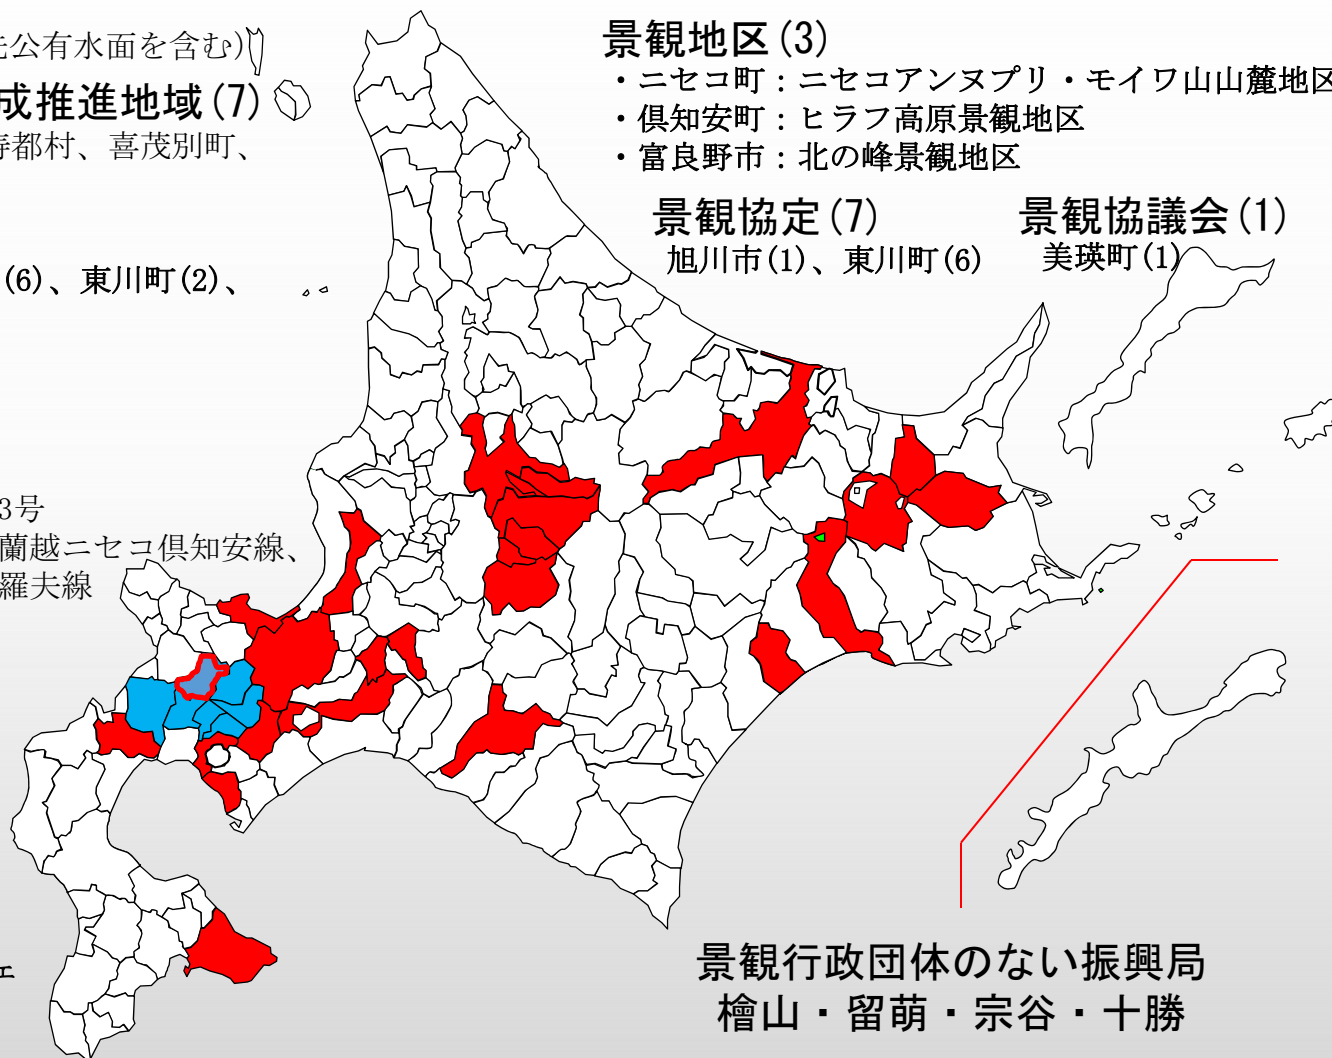 先公有水面を含む)
成推進地域(7)
寿都村、喜茂別町、
(6)、東川町(2)、
3号
蘭越ニセコ倶知安線、
羅夫線
景観地区(3)
・ニセコ町：ニセコアンヌプリ・モイワ山山麓地区
・倶知安町：ヒラフ高原景観地区
・富良野市：北の峰景観地区
景観協定(7)
旭川市(1)、東川町(6)
景観協議会(1)
美瑛町(1)
エ
景観行政団体のない振興局
檜山・留萌・宗谷・十勝